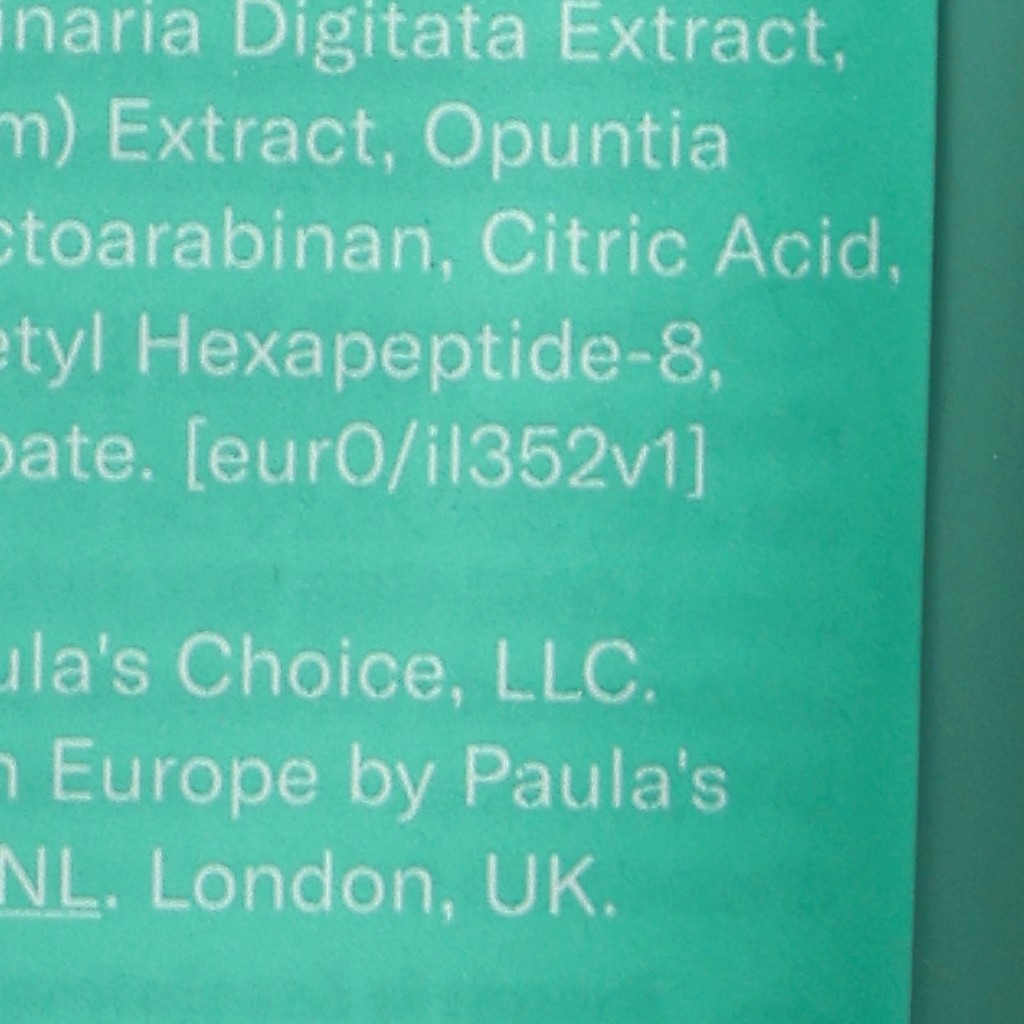 inaria Digitata Extract,
m) Extract, Opuntia
ctoarabinan, Citric Acid,
etyl Hexapeptide-8,
bate. [eur0/il352v1]
ula's Choice, LLC.
n Europe by Paula's
NL. London, UK.